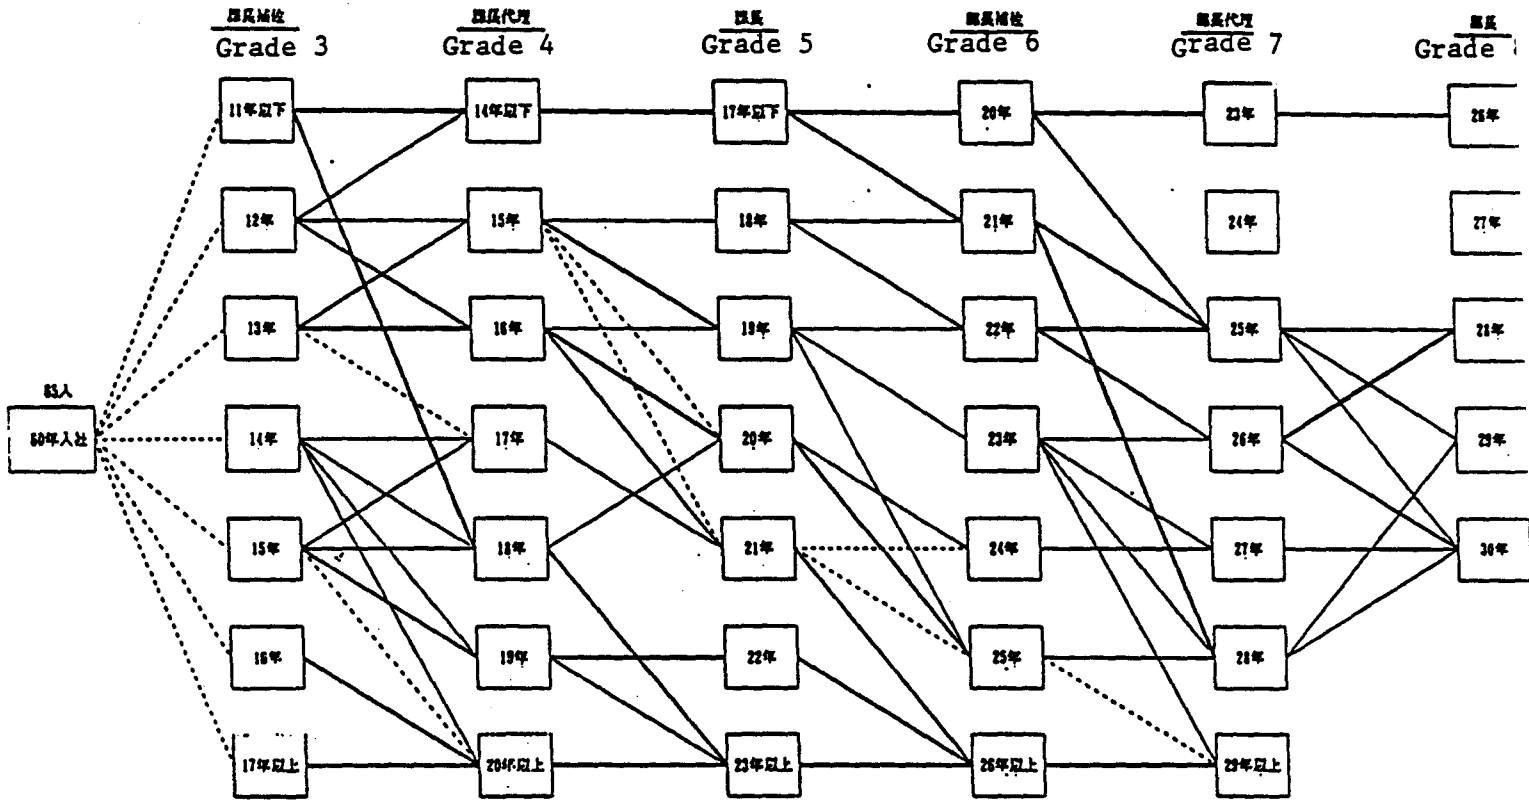 課長補佐 課長代理 課長 部長補佐 部長代理 部長
Grade 3 Grade 4 Grade 5 Grade 6 Grade 7 Grade
11年以下 14年以下 17年以下 20年 23年 26年
12年 15年 18年 21年 24年 27年
13年 16年 19年 22年 25年 28年
85人
60年入社 14年 17年 20年 23年 26年 29年
15年 18年 21年 24年 27年 30年
16年 19年 22年 25年 28年
17年以上 20年以上 23年以上 26年以上 29年以上